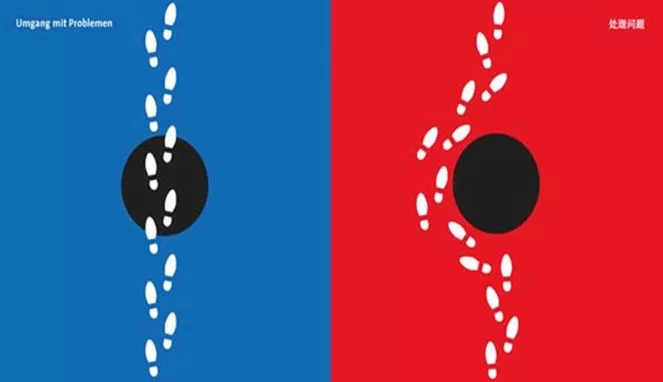 Umgang mit Problemen
处理问题